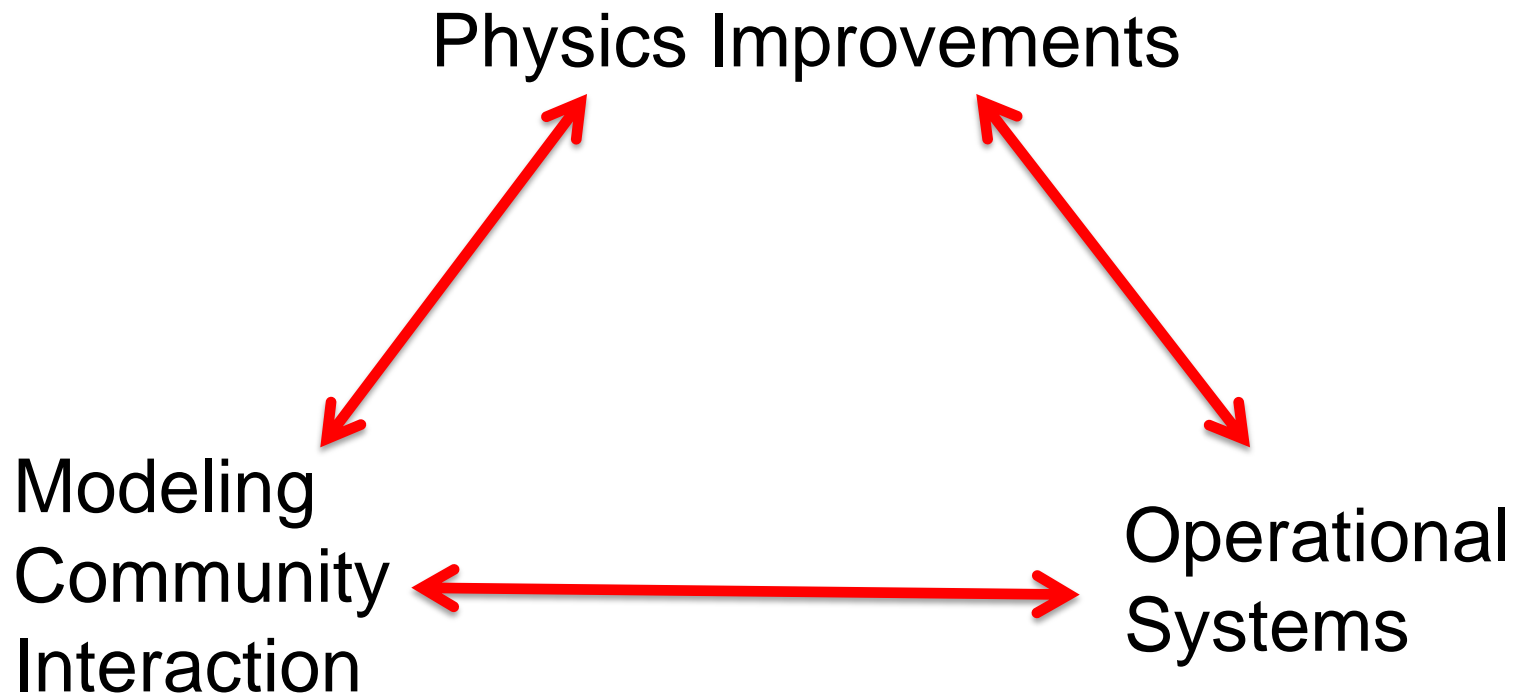 Physics Improvements
Modeling
Community
Interaction
Operational
Systems